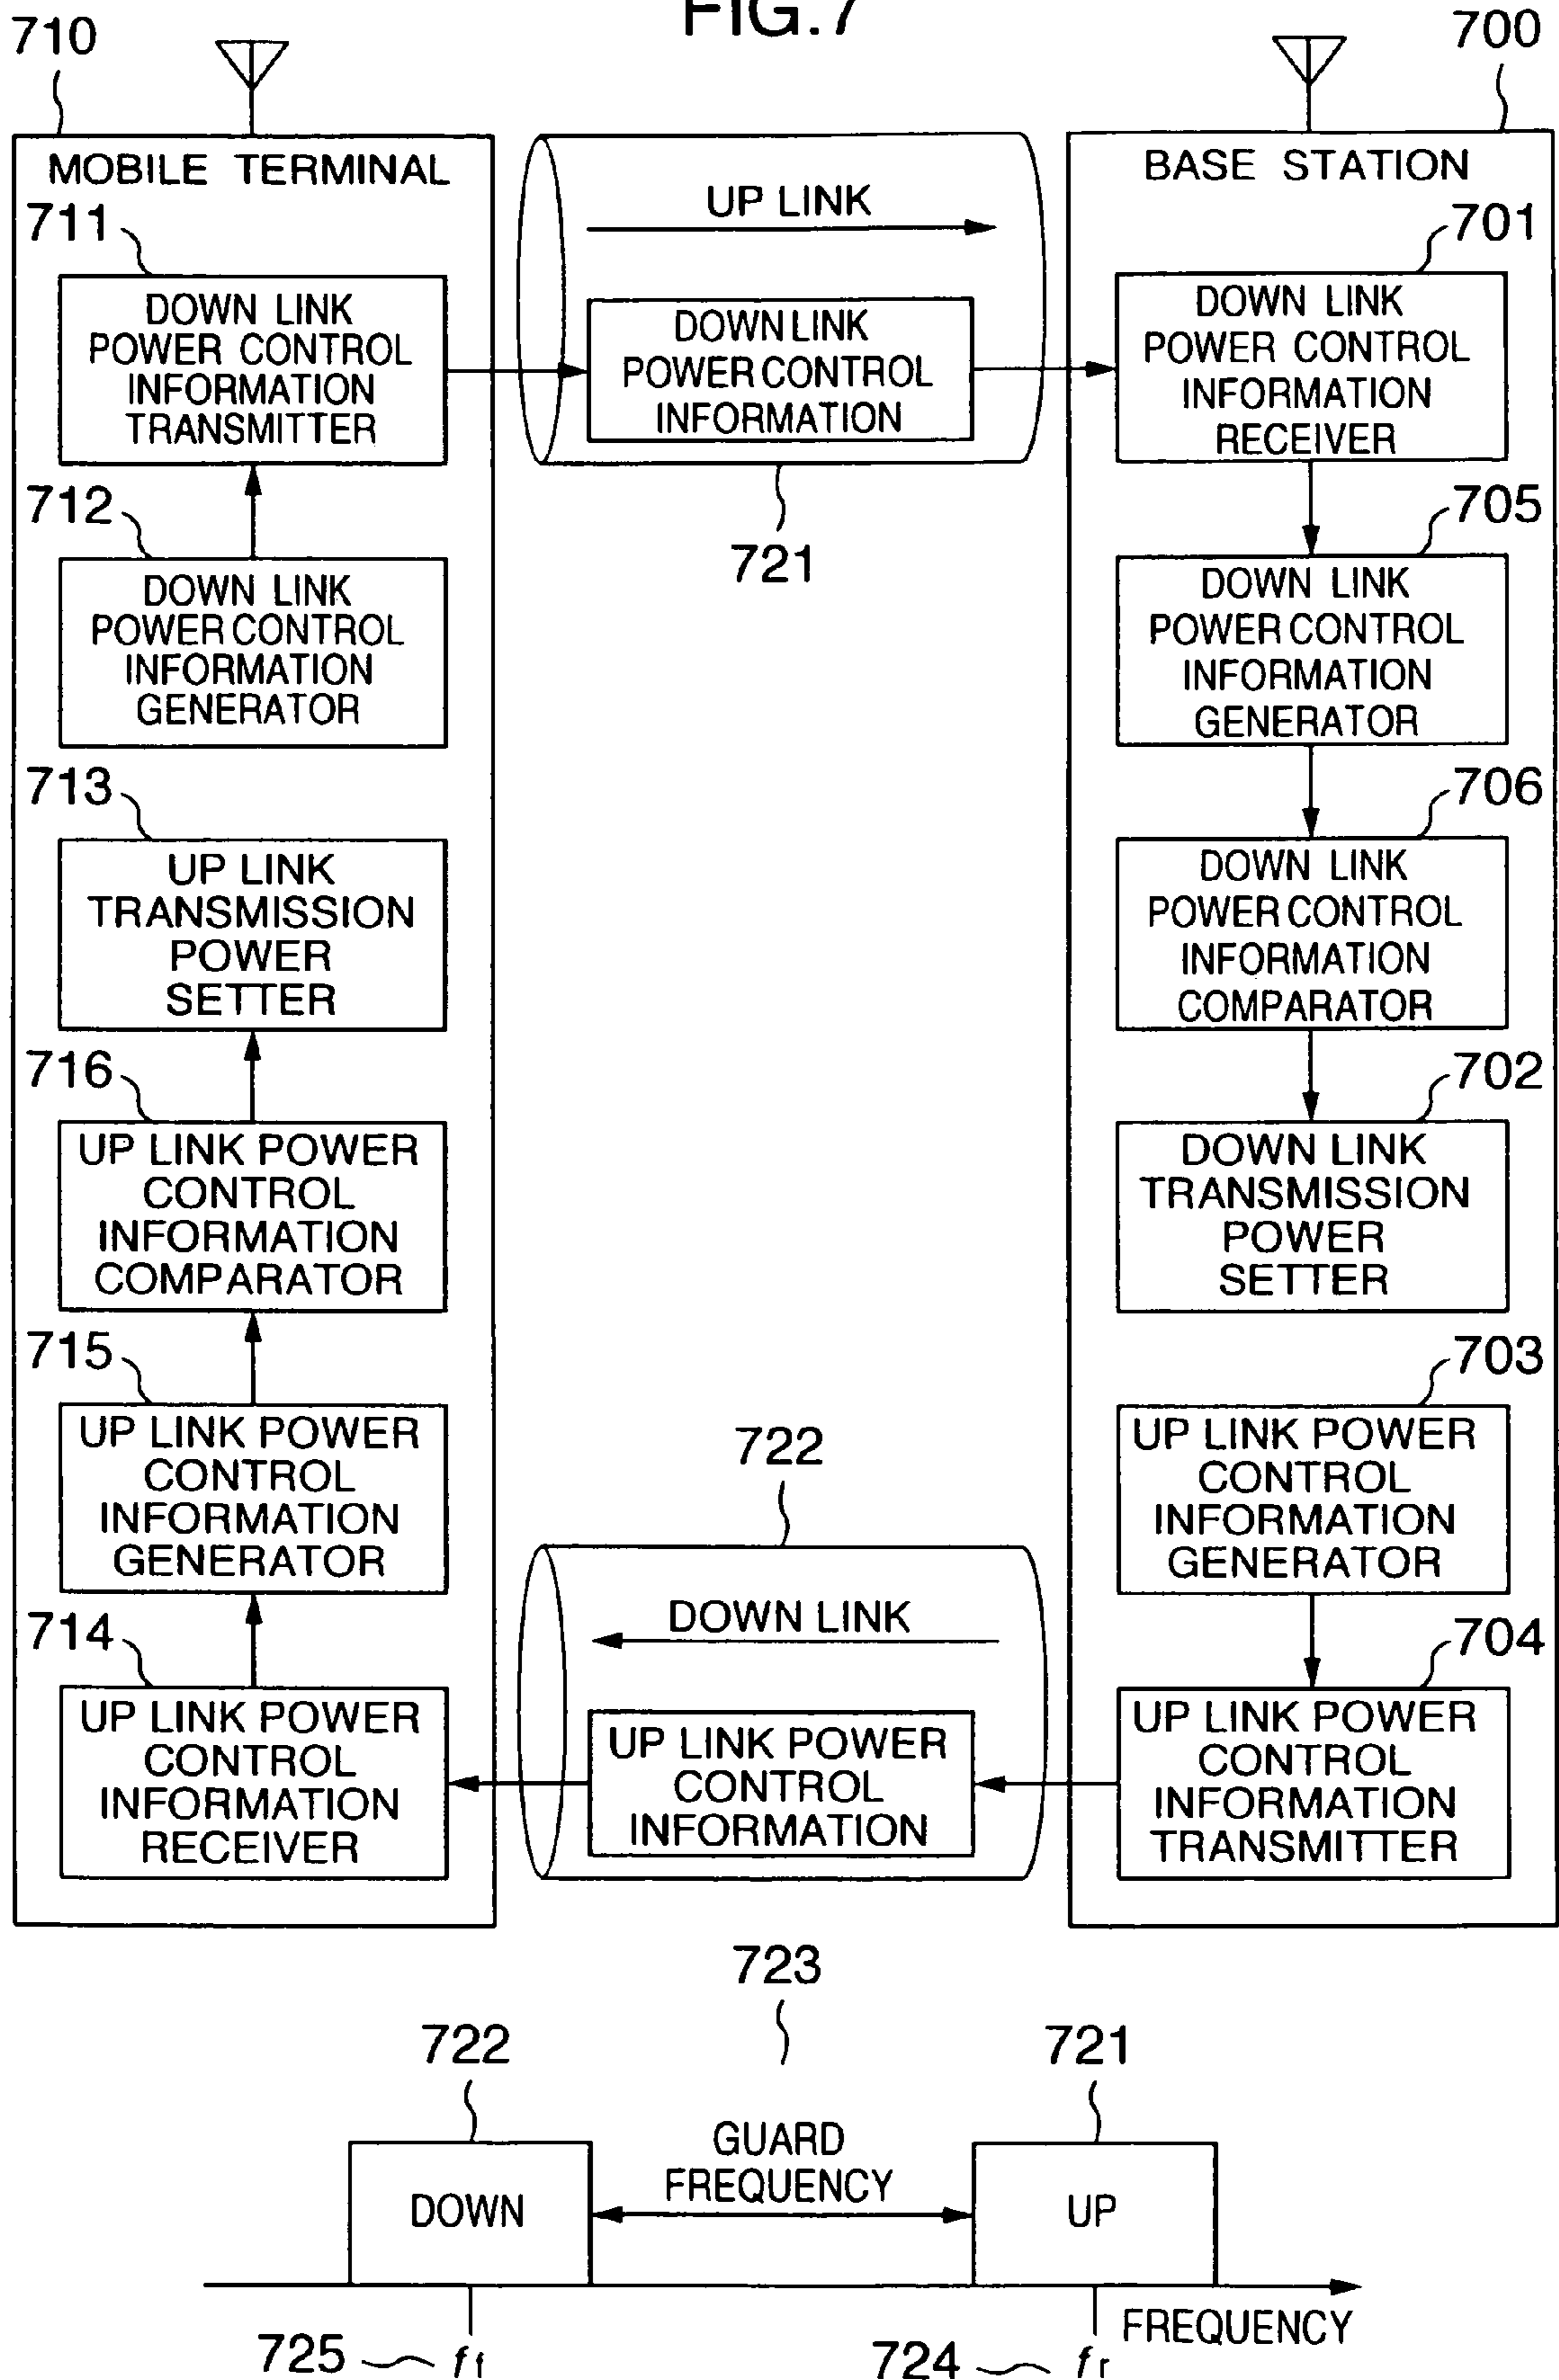 FIG.7
710
700
MOBILE TERMINAL
711
DOWN LINK
POWER CONTROL
INFORMATION
TRANSMITTER
712
DOWN LINK
POWER CONTROL
INFORMATION
GENERATOR
713
UP LINK
TRANSMISSION
POWER
SETTER
716
UP LINK POWER
CONTROL
INFORMATION
COMPARATOR
715
UP LINK POWER
CONTROL
INFORMATION
GENERATOR
714
UP LINK POWER
CONTROL
INFORMATION
RECEIVER
UP LINK
DOWN LINK
POWER CONTROL
INFORMATION
721
722
DOWN LINK
UP LINK POWER
CONTROL
INFORMATION
BASE STATION
701
DOWN LINK
POWER CONTROL
INFORMATION
RECEIVER
705
DOWN LINK
POWER CONTROL
INFORMATION
GENERATOR
706
DOWN LINK
POWER CONTROL
INFORMATION
COMPARATOR
702
DOWN LINK
TRANSMISSION
POWER
SETTER
703
UP LINK POWER
CONTROL
INFORMATION
GENERATOR
704
UP LINK POWER
CONTROL
INFORMATION
TRANSMITTER
723
722
721
GUARD
FREQUENCY
DOWN
UP
FREQUENCY
725
ff
724
fr